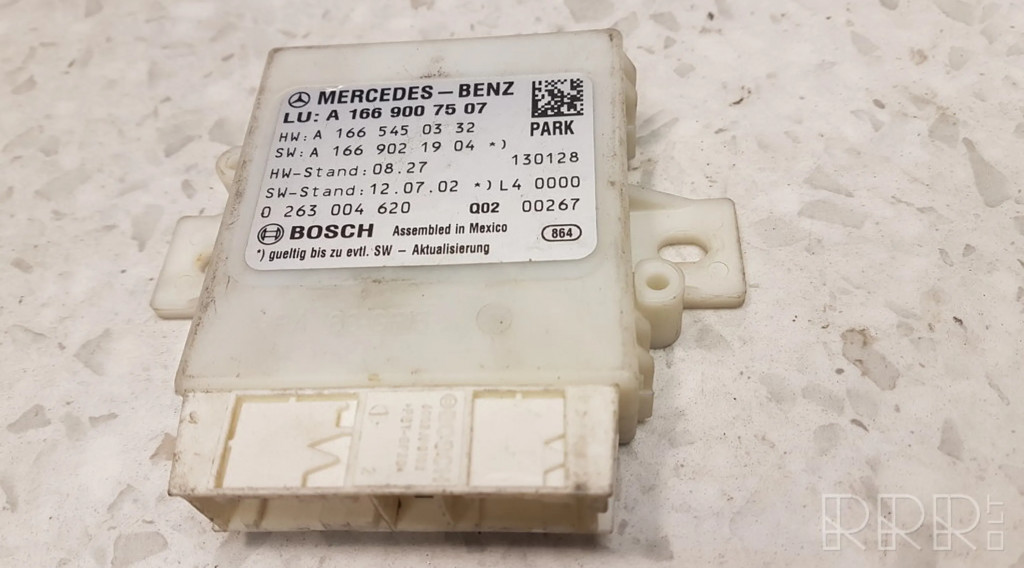 MERCEDES-BENZ
LU: A 166 900 75 07
PARK
HW: A 166 545 03 32
SW: A 166 902 19 04 *)
HW-Stand: 08.27 130128
SW-Stand: 12.07.02 *) L4 0000
0 263 004 620 Q02 00267
BOSCH Assembled in Mexico 864
*) gueltig bis zu evtl. SW - Aktualisierung
RRR.LT